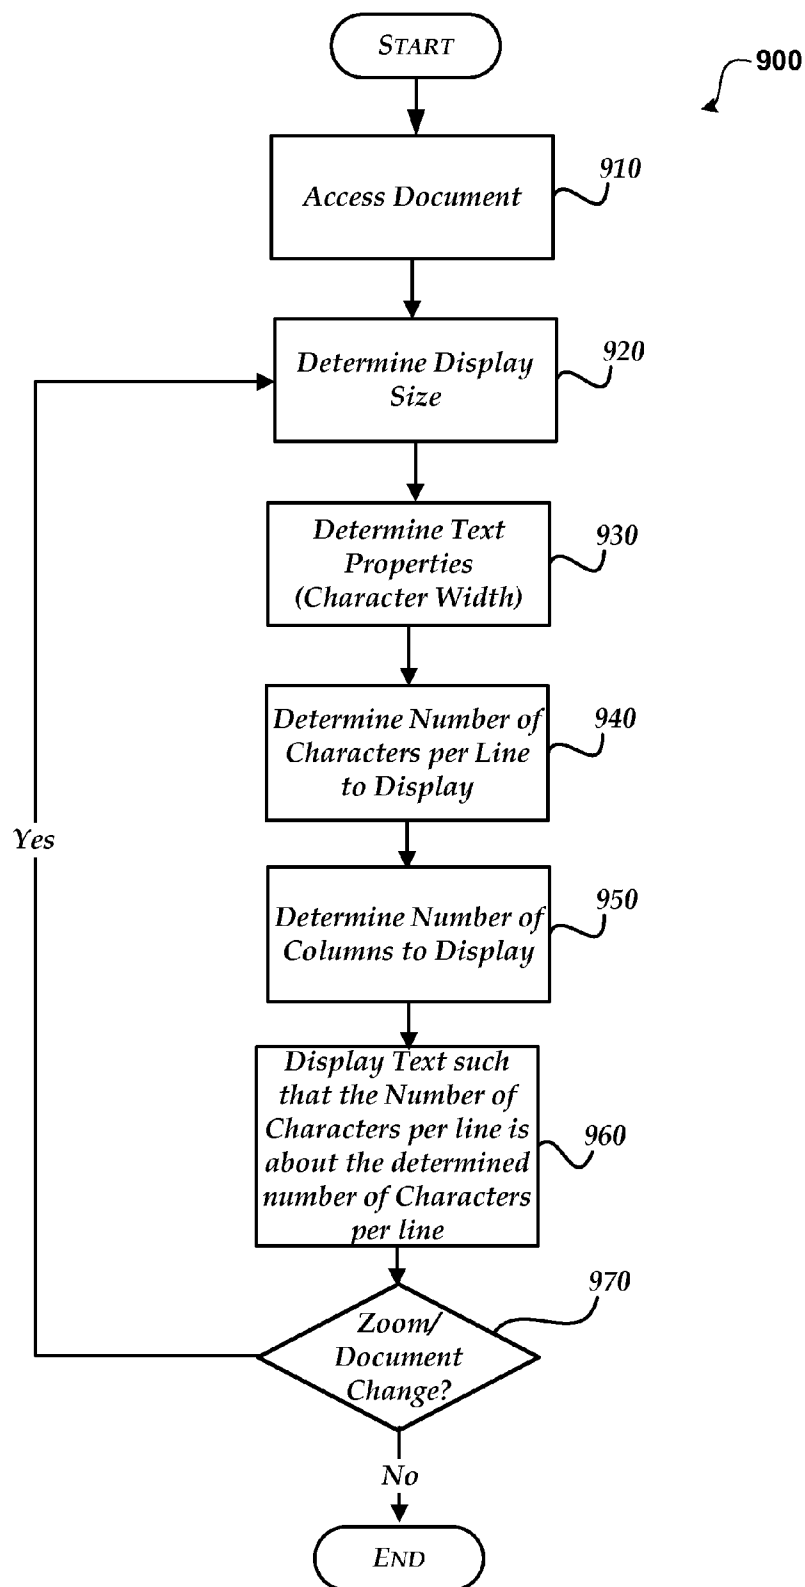 START
900
Access Document
910
Determine Display
Size
920
Determine Text
Properties
(Character Width)
930
Determine Number of
Characters per Line
to Display
940
Determine Number of
Columns to Display
950
Display Text such
that the Number of
Characters per line is
about the determined
number of Characters
per line
960
Zoom/
Document
Change?
970
Yes
No
END